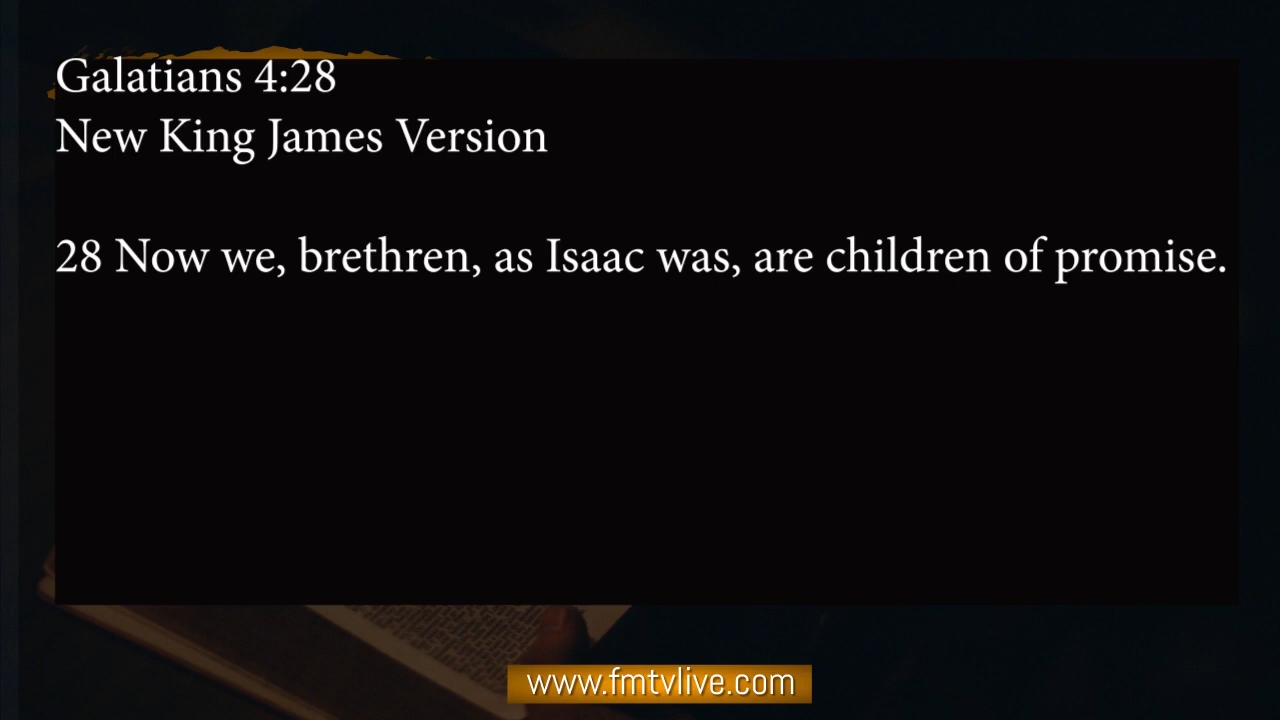 Galatians 4:28
New King James Version
28 Now we, brethren, as Isaac was, are children of promise.
www.fmtvlive.com